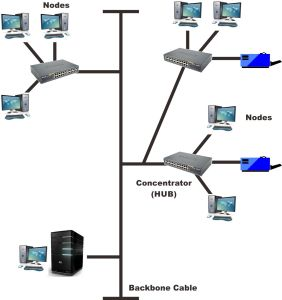 Nodes
Nodes
Concentrator
(HUB)
Backbone Cable